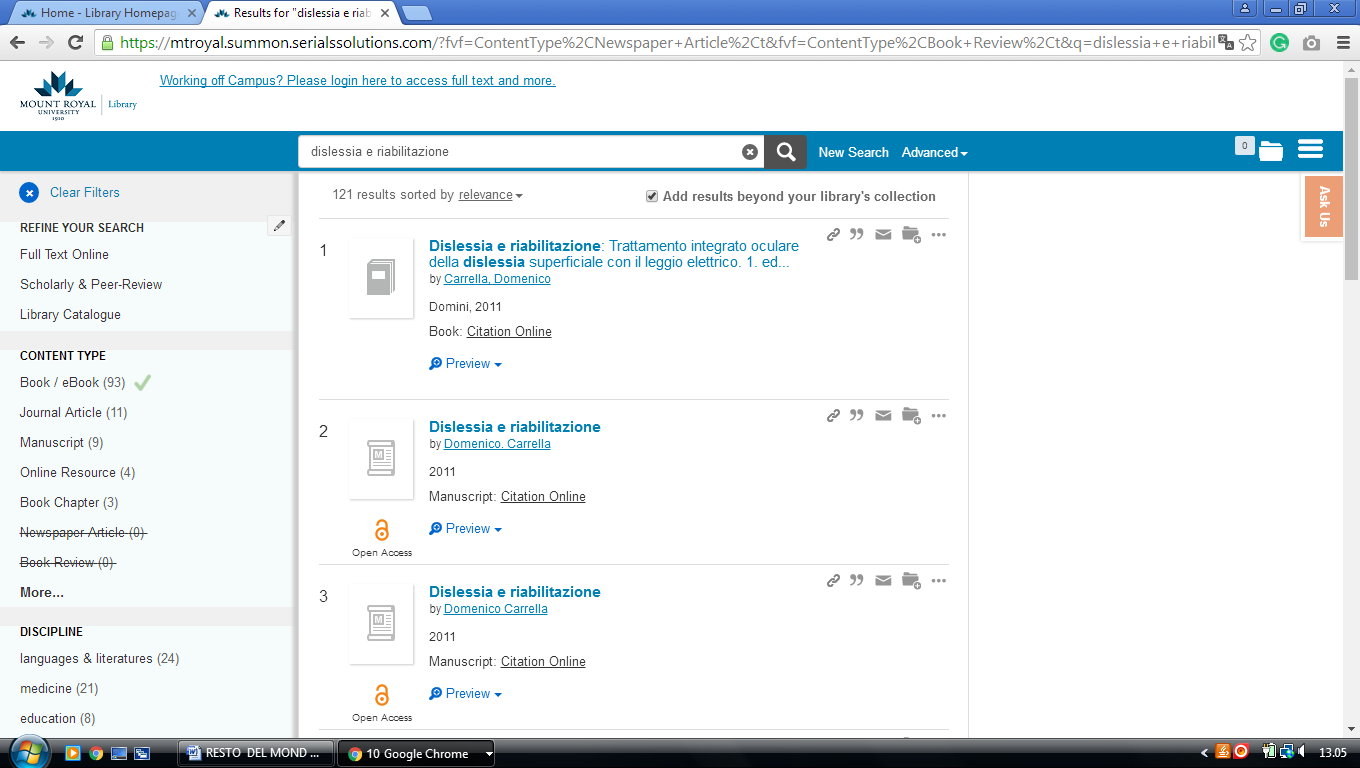 Home - Library Homepag
Results for "dislessia e riab
https://mtroyal.summon.serialssolutions.com/?fvf=ContentType%2CNewspaper+Article%2Ct&fvf=ContentType%2CBook+Review%2Ct&q=dislessia+e+riabil
MOUNT ROYAL
UNIVERSITY
1910
Library
Working off Campus? Please login here to access full text and more.
dislessia e riabilitazione
New Search
Advanced
0
Clear Filters
REFINE YOUR SEARCH
Full Text Online
Scholarly & Peer-Review
Library Catalogue
CONTENT TYPE
Book / eBook (93)
Journal Article (11)
Manuscript (9)
Online Resource (4)
Book Chapter (3)
Newspaper Article (0)
Book Review (0)
More...
DISCIPLINE
languages & literatures (24)
medicine (21)
education (8)
121 results sorted by relevance
Add results beyond your library's collection
Ask Us
1
Dislessia e riabilitazione: Trattamento integrato oculare
della dislessia superficiale con il leggio elettrico. 1. ed...
by Carrella, Domenico
Domini, 2011
Book: Citation Online
Preview
2
Dislessia e riabilitazione
by Domenico. Carrella
2011
Manuscript: Citation Online
Preview
Open Access
3
Dislessia e riabilitazione
by Domenico Carrella
2011
Manuscript: Citation Online
Preview
Open Access
RESTO DEL MOND ...
10 Google Chrome
13.05